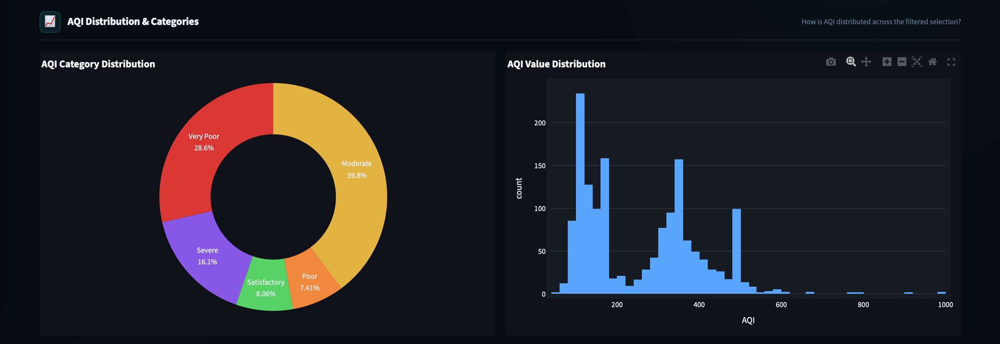 AQI Distribution & Categories
How is AQI distributed across the filtered selection?
AQI Category Distribution
Very Poor
28.6%
Moderate
39.8%
Severe
16.1%
Satisfactory
8.06%
Poor
7.41%
AQI Value Distribution
200
150
100
50
0
count
200
400
600
800
1000
AQI